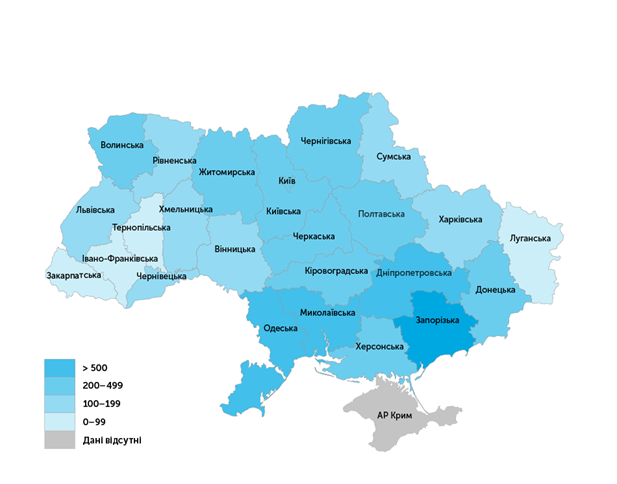 Чернігівська
Волинська
Сумська
Рівненська
Житомирська
Київ
Львівська
Хмельницька
Київська
Полтавська
Харківська
Тернопільська
Черкаська
Луганська
Вінницька
Івано-Франківська
Закарпатська
Чернівецька
Кіровоградська
Дніпропетровська
Донецька
Миколаївська
Запорізька
Одеська
Херсонська
> 500
200–499
100–199
0–99
Дані відсутні
АР Крим